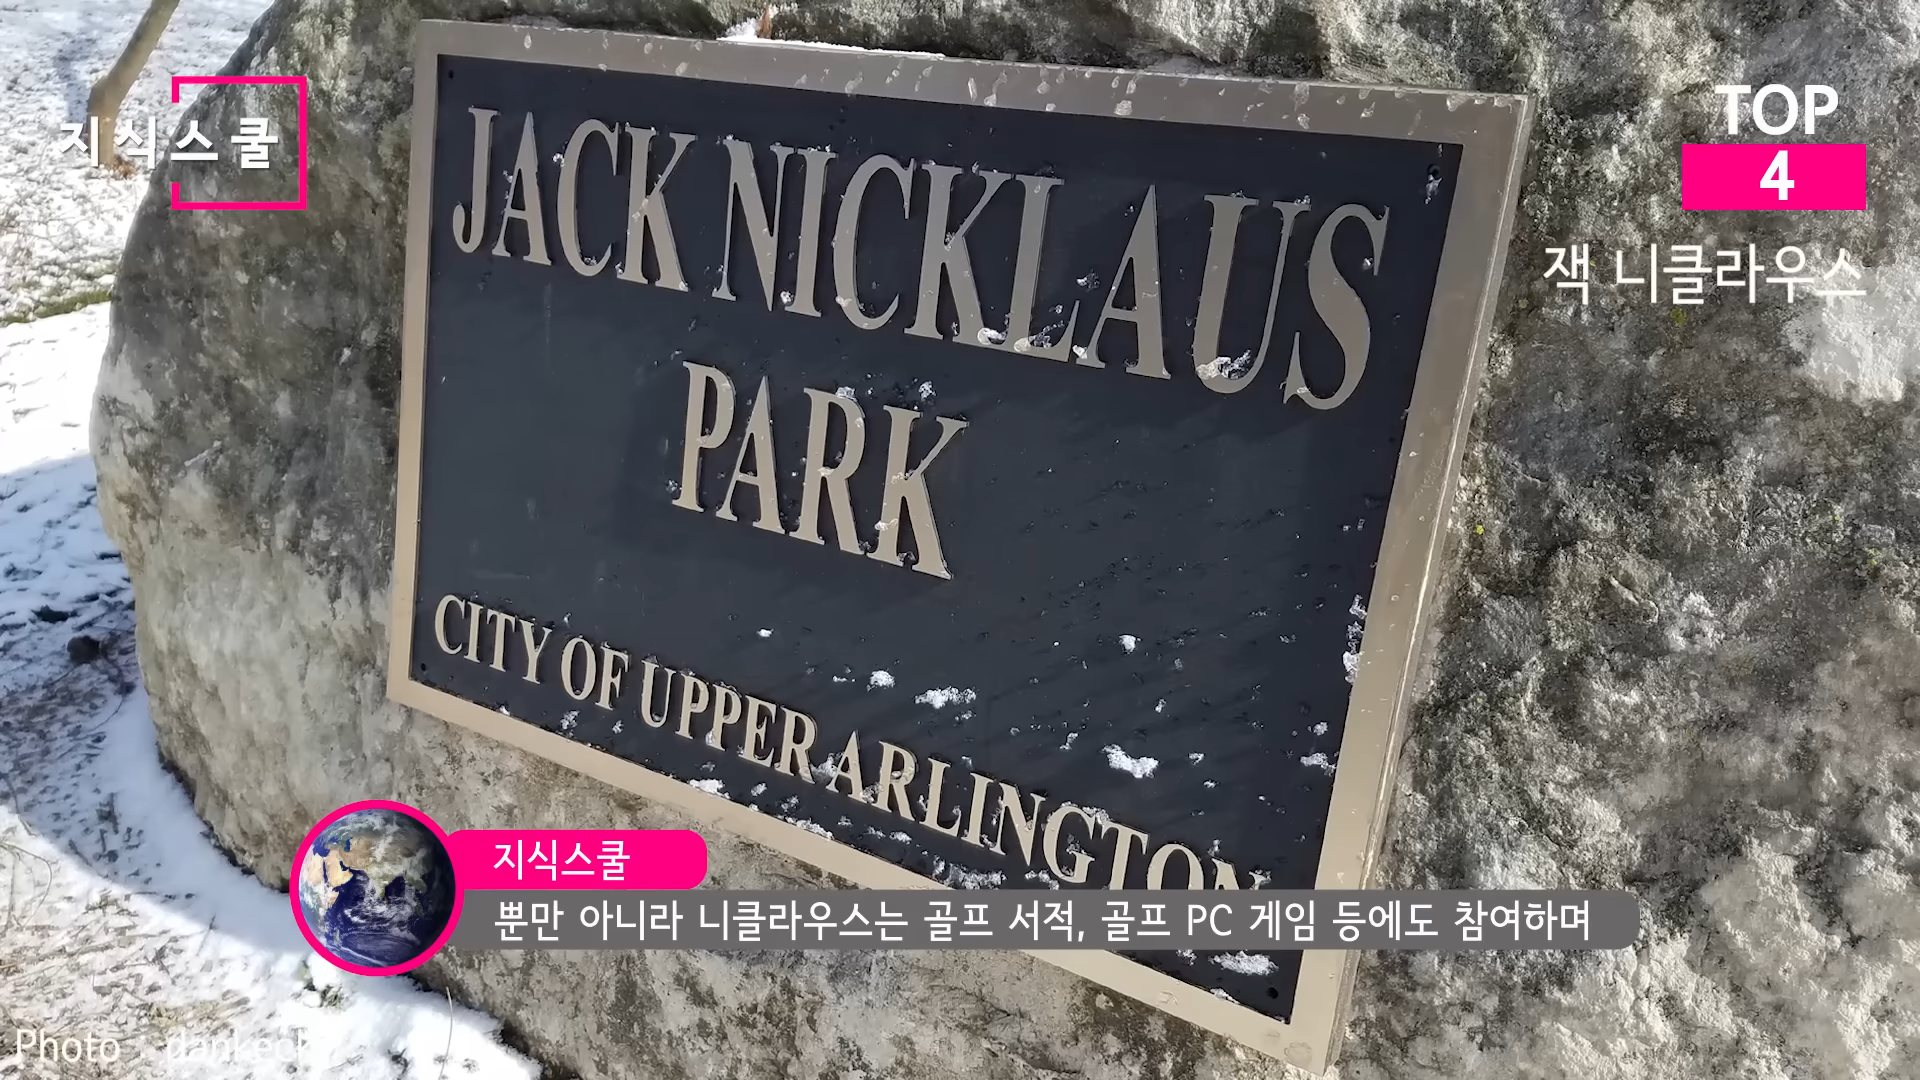 지식스쿨
TOP
4
잭 니클라우스
JACK NICKLAUS
PARK
CITY OF UPPER ARLINGTON
지식스쿨
뿐만 아니라 니클라우스는 골프 서적, 골프 PC 게임 등에도 참여하며
Photo : dankeck